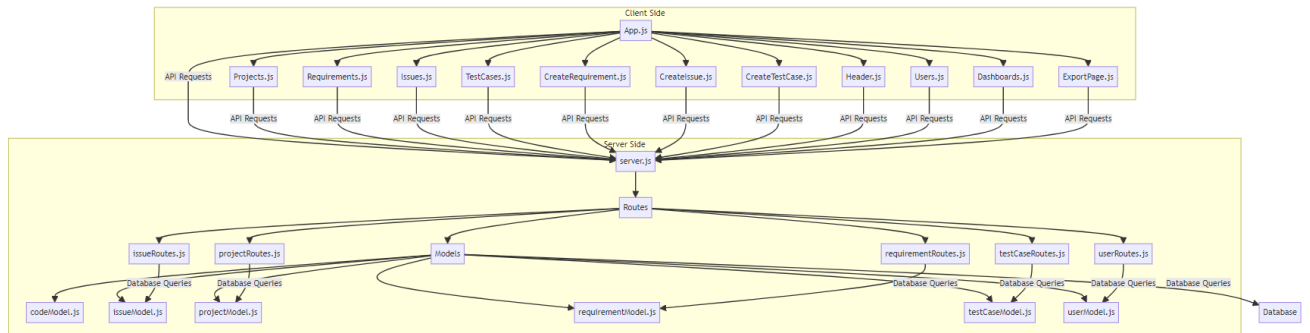 Client Side
App.js
API Requests
Projects.js
Requirements.js
Issues.js
TestCases.js
CreateRequirement.js
CreateIssue.js
CreateTestCase.js
Header.js
Users.js
Dashboards.js
ExportPage.js
API Requests
API Requests
API Requests
API Requests
API Requests
API Requests
API Requests
API Requests
API Requests
API Requests
API Requests
Server Side
server.js
Routes
issueRoutes.js
projectRoutes.js
Models
requirementRoutes.js
testCaseRoutes.js
userRoutes.js
Database Queries
Database Queries
Database Queries
Database Queries
Database Queries
codeModel.js
issueModel.js
projectModel.js
requirementModel.js
testCaseModel.js
userModel.js
Database